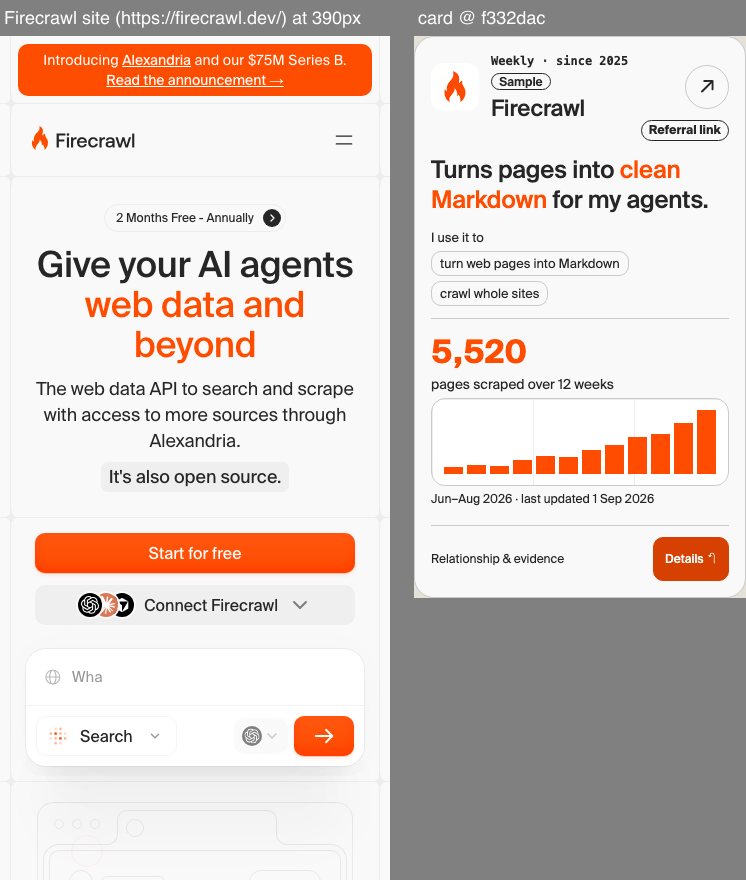 Firecrawl site (https://firecrawl.dev/) at 390px
Introducing Alexandria and our $75M Series B.
Read the announcement →
Firecrawl
2 Months Free - Annually
Give your AI agents
web data and
beyond
The web data API to search and scrape
with access to more sources through
Alexandria.
It's also open source.
Start for free
Connect Firecrawl
Wha
Search
card @ f332dac
Weekly · since 2025
Sample
Firecrawl
Referral link
Turns pages into clean
Markdown for my agents.
I use it to
turn web pages into Markdown
crawl whole sites
5,520
pages scraped over 12 weeks
Jun–Aug 2026 · last updated 1 Sep 2026
Relationship & evidence
Details